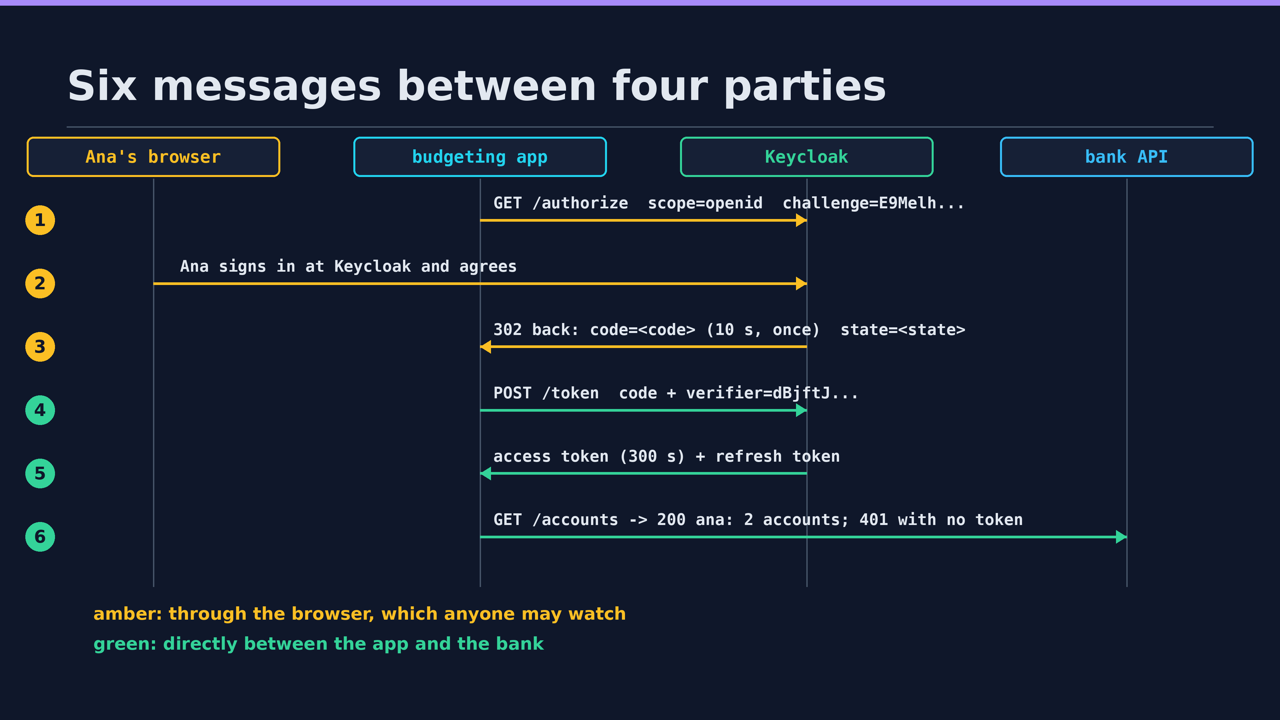 Six messages between four parties
Ana's browser
budgeting app
Keycloak
bank API
1
GET /authorize  scope=openid  challenge=E9Melh...
2
Ana signs in at Keycloak and agrees
3
302 back: code=<code> (10 s, once)  state=<state>
4
POST /token  code + verifier=dBjftJ...
5
access token (300 s) + refresh token
6
GET /accounts -> 200 ana: 2 accounts; 401 with no token
amber: through the browser, which anyone may watch
green: directly between the app and the bank